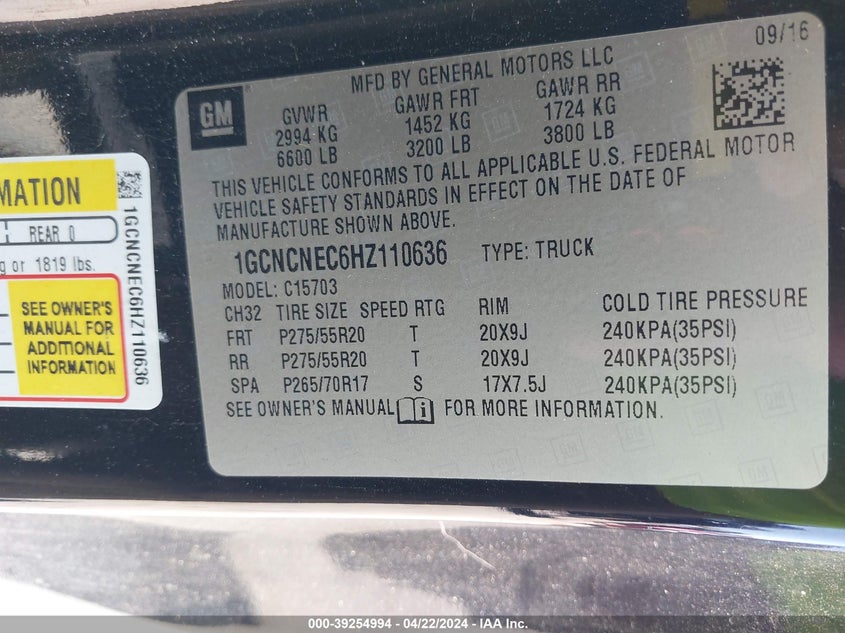 MATION
REAR 0
g or 1819 lbs.
SEE OWNER'S
MANUAL FOR
ADDITIONAL
INFORMATION
1GCNCNEC6HZ110636
09/16
MFD BY GENERAL MOTORS LLC
GM
GVWR GAWR FRT GAWR RR
2994 KG 1452 KG 1724 KG
6600 LB 3200 LB 3800 LB
THIS VEHICLE CONFORMS TO ALL APPLICABLE U.S. FEDERAL MOTOR
VEHICLE SAFETY STANDARDS IN EFFECT ON THE DATE OF
MANUFACTURE SHOWN ABOVE.
1GCNCNEC6HZ110636 TYPE: TRUCK
MODEL: C15703
CH32 TIRE SIZE SPEED RTG RIM COLD TIRE PRESSURE
FRT P275/55R20 T 20X9J 240KPA(35PSI)
RR P275/55R20 T 20X9J 240KPA(35PSI)
SPA P265/70R17 S 17X7.5J 240KPA(35PSI)
SEE OWNER'S MANUAL FOR MORE INFORMATION.
000-39254994 - 04/22/2024 - IAA Inc.